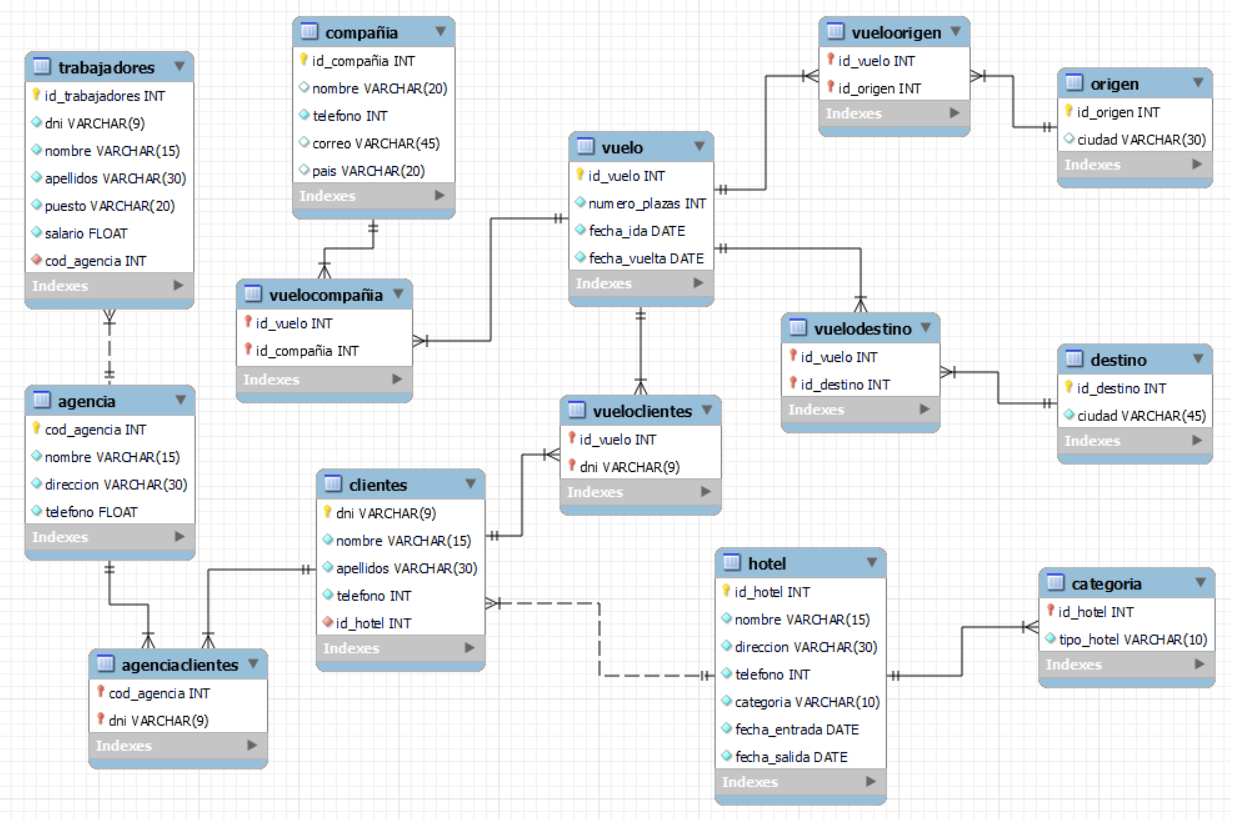 trabajadores
id_trabajadores INT
dni VARCHAR(9)
nombre VARCHAR(15)
apellidos VARCHAR(30)
puesto VARCHAR(20)
salario FLOAT
cod_agencia INT
Indexes
compañia
id_compañia INT
nombre VARCHAR(20)
telefono INT
correo VARCHAR(45)
pais VARCHAR(20)
Indexes
vueloorigen
id_vuelo INT
id_origen INT
Indexes
origen
id_origen INT
ciudad VARCHAR(30)
Indexes
vuelo
id_vuelo INT
numero_plazas INT
fecha_ida DATE
fecha_vuelta DATE
Indexes
vuelocompañia
id_vuelo INT
id_compañia INT
Indexes
vuelodestino
id_vuelo INT
id_destino INT
Indexes
destino
id_destino INT
ciudad VARCHAR(45)
Indexes
agencia
cod_agencia INT
nombre VARCHAR(15)
direccion VARCHAR(30)
telefono FLOAT
Indexes
vueloclientes
id_vuelo INT
dni VARCHAR(9)
Indexes
clientes
dni VARCHAR(9)
nombre VARCHAR(15)
apellidos VARCHAR(30)
telefono INT
id_hotel INT
Indexes
hotel
id_hotel INT
nombre VARCHAR(15)
direccion VARCHAR(30)
telefono INT
categoria VARCHAR(10)
fecha_entrada DATE
fecha_salida DATE
Indexes
categoria
id_hotel INT
tipo_hotel VARCHAR(10)
Indexes
agenciaclientes
cod_agencia INT
dni VARCHAR(9)
Indexes